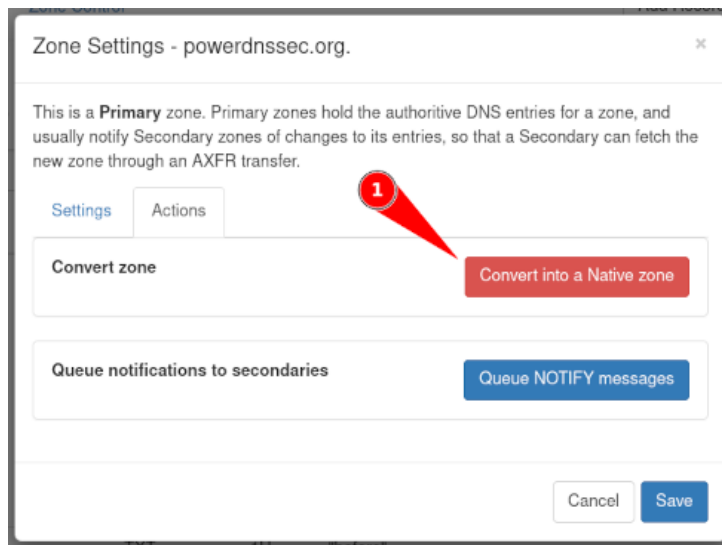 Zone Control
Zone Settings - powerdnssec.org.
×
This is a Primary zone. Primary zones hold the authoritive DNS entries for a zone, and
usually notify Secondary zones of changes to its entries, so that a Secondary can fetch the
new zone through an AXFR transfer.
1
Settings Actions
Convert zone
Convert into a Native zone
Queue notifications to secondaries
Queue NOTIFY messages
Cancel Save